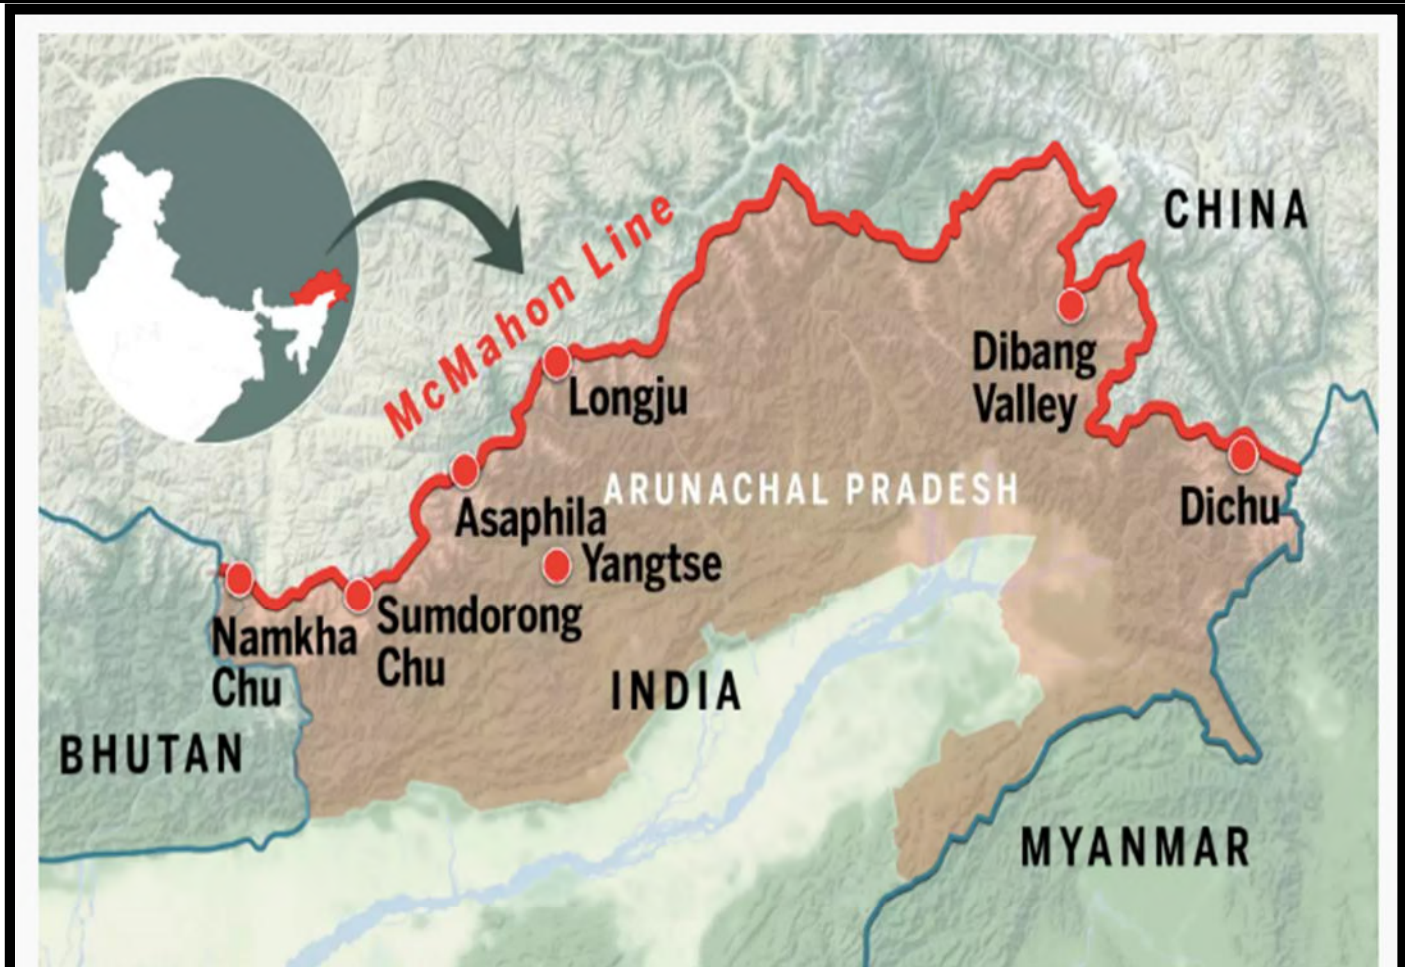 McMahon Line
CHINA
Longju
Dibang
Valley
ARUNACHAL PRADESH
Asaphila
Dichu
Yangtse
Namkha
Chu
Sumdorong
Chu
INDIA
BHUTAN
MYANMAR